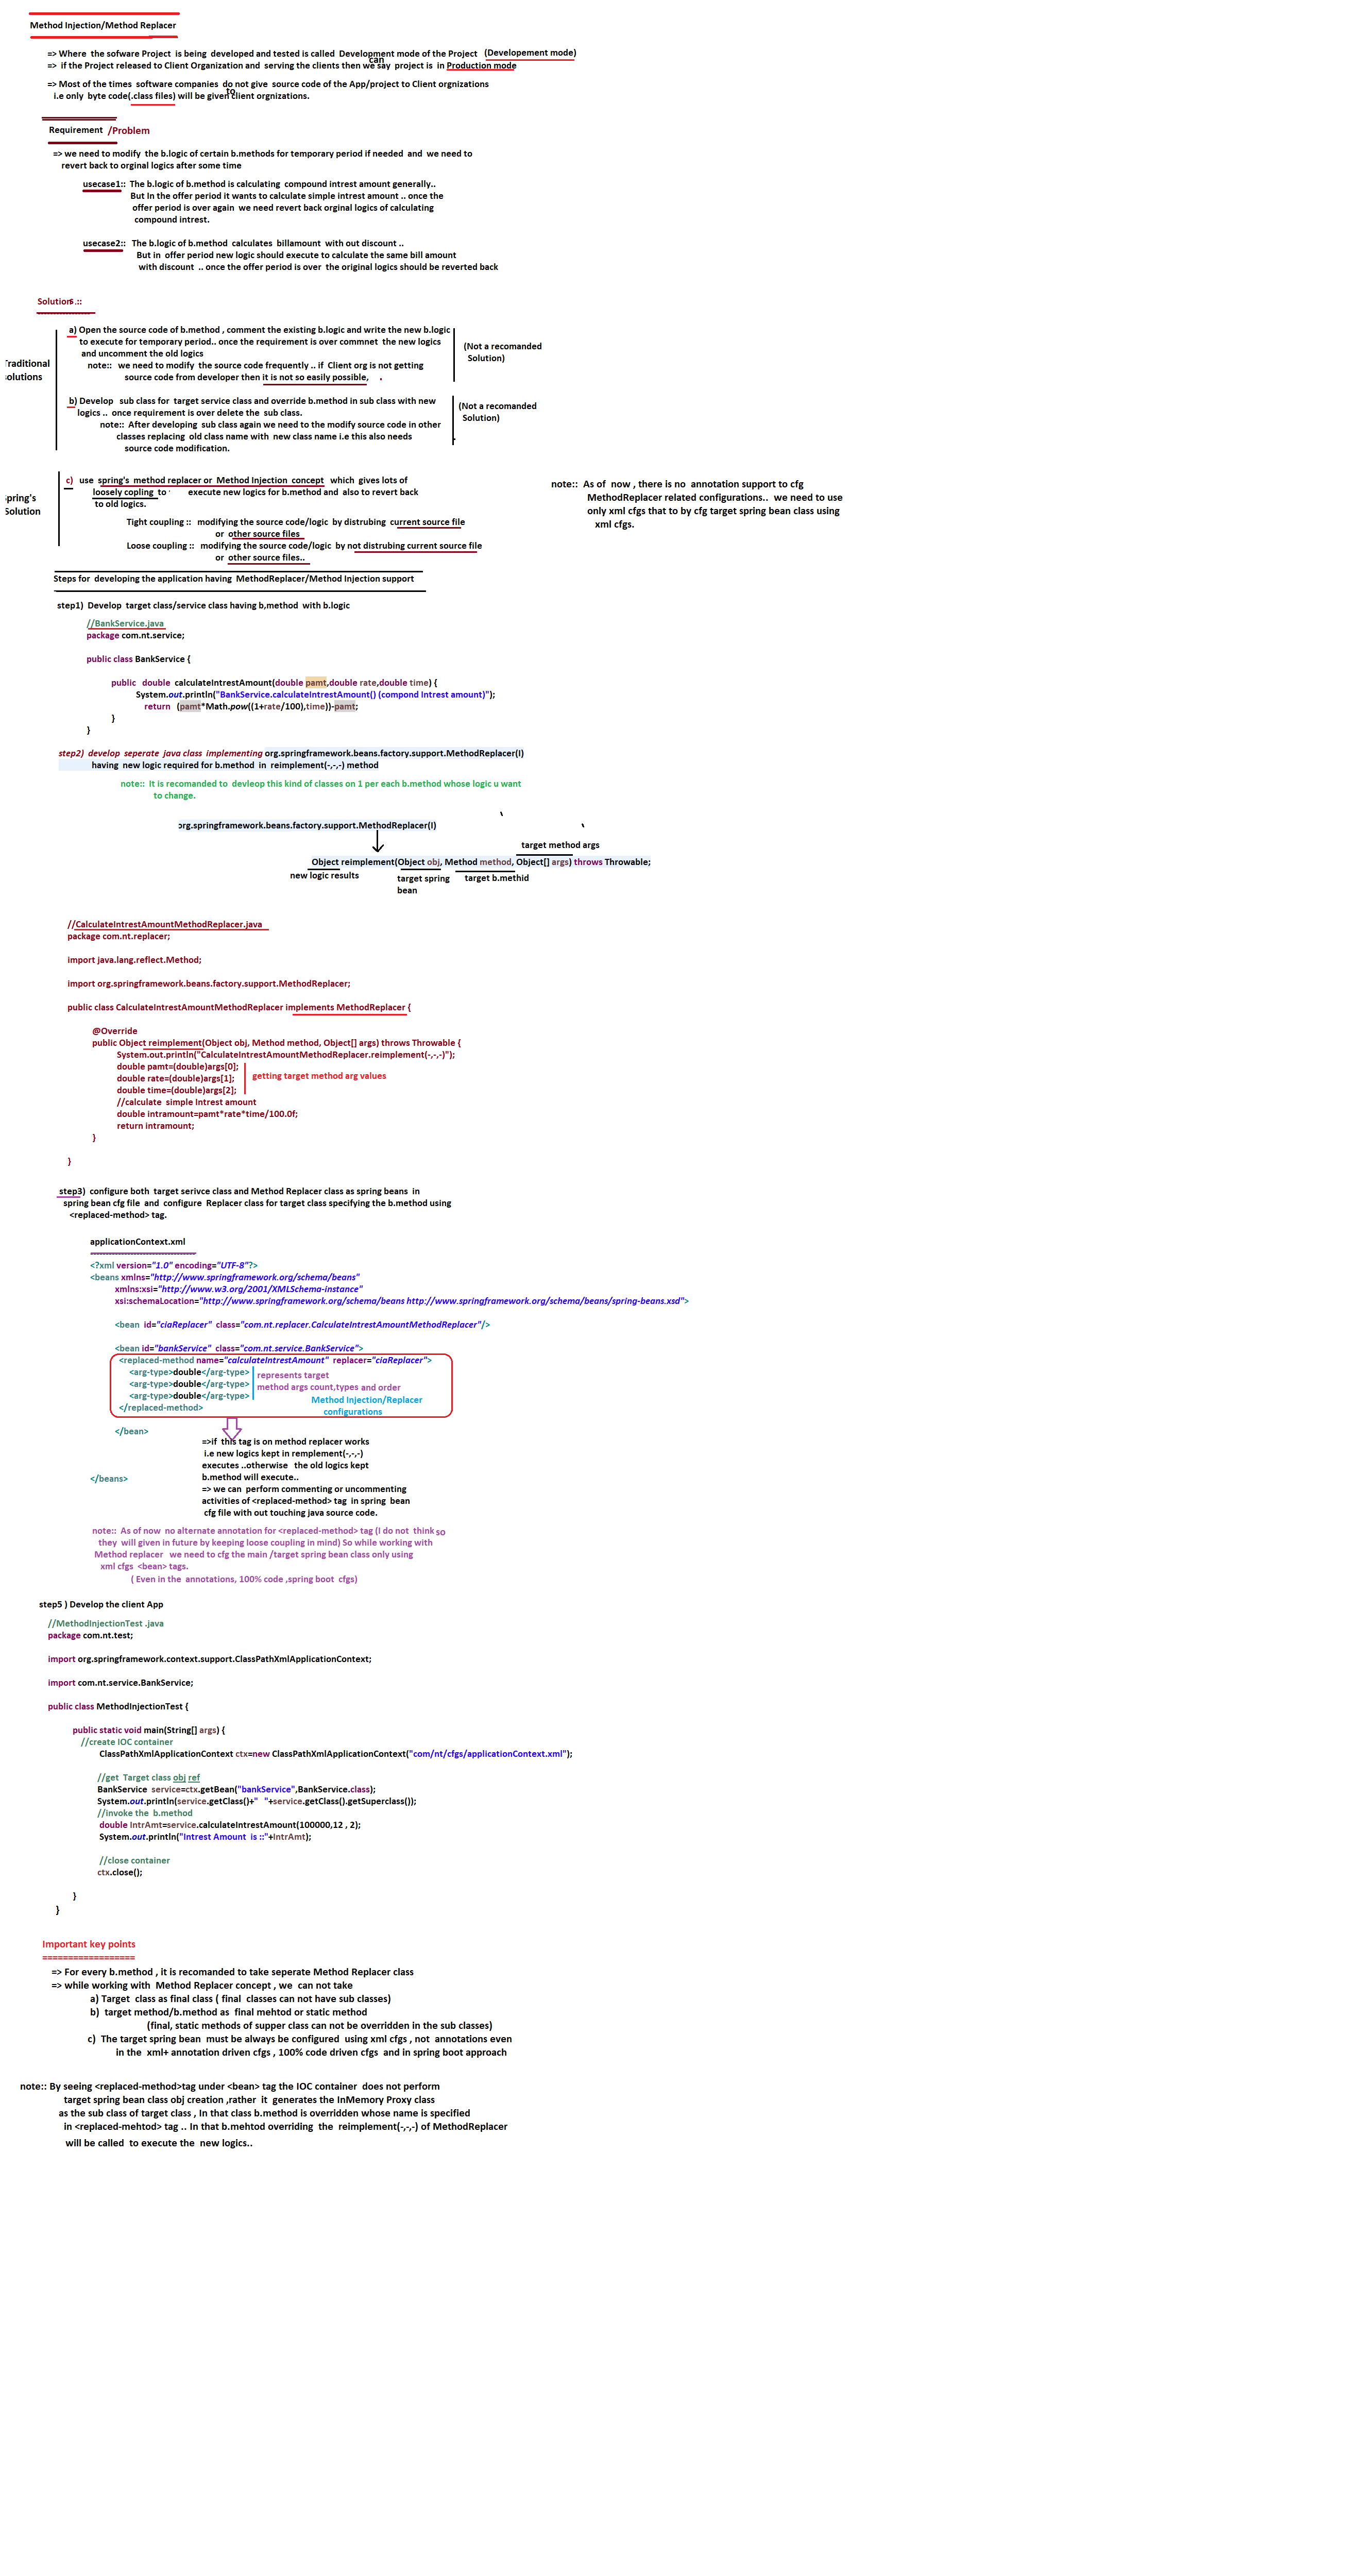 Method Injection/Method Replacer
=> Where the sofware Project is being developed and tested is called Development mode of the Project (Developement mode)
can
=> if the Project released to Client Organization and serving the clients then we say project is in Production mode
=> Most of the times software companies do not give source code of the App/project to Client orgnizations
to
i.e only byte code(.class files) will be given client orgnizations.
Requirement /Problem
=> we need to modify the b.logic of certain b.methods for temporary period if needed and we need to
revert back to orginal logics after some time
usecase1:: The b.logic of b.method is calculating compound intrest amount generally..
But In the offer period it wants to calculate simple intrest amount .. once the
offer period is over again we need revert back orginal logics of calculating
compound intrest.
usecase2:: The b.logic of b.method calculates billamount with out discount ..
But in offer period new logic should execute to calculate the same bill amount
with discount .. once the offer period is over the original logics should be reverted back
Solutions .::
a) Open the source code of b.method , comment the existing b.logic and write the new b.logic
to execute for temporary period.. once the requirement is over commnet the new logics
and uncomment the old logics
(Not a recomanded
Solution)
Traditional
solutions
note:: we need to modify the source code frequently .. if Client org is not getting
source code from developer then it is not so easily possible, .
b) Develop sub class for target service class and override b.method in sub class with new
logics .. once requirement is over delete the sub class.
(Not a recomanded
Solution)
note:: After developing sub class again we need to the modify source code in other
classes replacing old class name with new class name i.e this also needs
source code modification.
spring's
Solution
c) use spring's method replacer or Method Injection concept which gives lots of
loosely copling to execute new logics for b.method and also to revert back
to old logics.
note:: As of now , there is no annotation support to cfg
MethodReplacer related configurations.. we need to use
only xml cfgs that to by cfg target spring bean class using
xml cfgs.
Tight coupling :: modifying the source code/logic by distrubing current source file
or other source files
Loose coupling :: modifying the source code/logic by not distrubing current source file
or other source files..
Steps for developing the application having MethodReplacer/Method Injection support
step1) Develop target class/service class having b,method with b.logic
//BankService.java
package com.nt.service;
public class BankService {
public double calculateIntrestAmount(double pamt,double rate,double time) {
System.out.println("BankService.calculateIntrestAmount() (compond Intrest amount)");
return (pamt*Math.pow((1+rate/100),time))-pamt;
}
}
step2) develop seperate java class implementing org.springframework.beans.factory.support.MethodReplacer(I)
having new logic required for b.method in reimplement(-,-,-) method
note:: It is recomanded to devleop this kind of classes on 1 per each b.method whose logic u want
to change.
org.springframework.beans.factory.support.MethodReplacer(I)
target method args
Object reimplement(Object obj, Method method, Object[] args) throws Throwable;
new logic results
target spring
bean
target b.methid
//CalculateIntrestAmountMethodReplacer.java
package com.nt.replacer;
import java.lang.reflect.Method;
import org.springframework.beans.factory.support.MethodReplacer;
public class CalculateIntrestAmountMethodReplacer implements MethodReplacer {
@Override
public Object reimplement(Object obj, Method method, Object[] args) throws Throwable {
System.out.println("CalculateIntrestAmountMethodReplacer.reimplement(-,-,-)");
double pamt=(double)args[0];
double rate=(double)args[1];
double time=(double)args[2];
getting target method arg values
//calculate simple Intrest amount
double intramount=pamt*rate*time/100.0f;
return intramount;
}
}
step3) configure both target serivce class and Method Replacer class as spring beans in
spring bean cfg file and configure Replacer class for target class specifying the b.method using
<replaced-method> tag.
applicationContext.xml
<?xml version="1.0" encoding="UTF-8"?>
<beans xmlns="http://www.springframework.org/schema/beans"
xmlns:xsi="http://www.w3.org/2001/XMLSchema-instance"
xsi:schemaLocation="http://www.springframework.org/schema/beans http://www.springframework.org/schema/beans/spring-beans.xsd">
<bean id="ciaReplacer" class="com.nt.replacer.CalculateIntrestAmountMethodReplacer"/>
<bean id="bankService" class="com.nt.service.BankService">
<replaced-method name="calculateIntrestAmount" replacer="ciaReplacer">
<arg-type>double</arg-type>
<arg-type>double</arg-type>
<arg-type>double</arg-type>
represents target
method args count,types and order
</replaced-method>
Method Injection/Replacer
configurations
</bean>
=>if this tag is on method replacer works
i.e new logics kept in remplement(-,-,-)
executes ..otherwise the old logics kept
b.method will execute..
</beans>
=> we can perform commenting or uncommenting
activities of <replaced-method> tag in spring bean
cfg file with out touching java source code.
note:: As of now no alternate annotation for <replaced-method> tag (I do not think so
they will given in future by keeping loose coupling in mind) So while working with
Method replacer we need to cfg the main /target spring bean class only using
xml cfgs <bean> tags.
( Even in the annotations, 100% code ,spring boot cfgs)
step5 ) Develop the client App
//MethodInjectionTest .java
package com.nt.test;
import org.springframework.context.support.ClassPathXmlApplicationContext;
import com.nt.service.BankService;
public class MethodInjectionTest {
public static void main(String[] args) {
//create IOC container
ClassPathXmlApplicationContext ctx=new ClassPathXmlApplicationContext("com/nt/cfgs/applicationContext.xml");
//get Target class obj ref
BankService service=ctx.getBean("bankService",BankService.class);
System.out.println(service.getClass()+" "+service.getClass().getSuperclass());
//invoke the b.method
double IntrAmt=service.calculateIntrestAmount(100000,12 , 2);
System.out.println("Intrest Amount is ::"+IntrAmt);
//close container
ctx.close();
}
}
Important key points
==================
=> For every b.method , it is recomanded to take seperate Method Replacer class
=> while working with Method Replacer concept , we can not take
a) Target class as final class ( final classes can not have sub classes)
b) target method/b.method as final mehtod or static method
(final, static methods of supper class can not be overridden in the sub classes)
c) The target spring bean must be always be configured using xml cfgs , not annotations even
in the xml+ annotation driven cfgs , 100% code driven cfgs and in spring boot approach
note:: By seeing <replaced-method>tag under <bean> tag the IOC container does not perform
target spring bean class obj creation ,rather it generates the InMemory Proxy class
as the sub class of target class , In that class b.method is overridden whose name is specified
in <replaced-mehtod> tag .. In that b.mehtod overriding the reimplement(-,-,-) of MethodReplacer
will be called to execute the new logics..